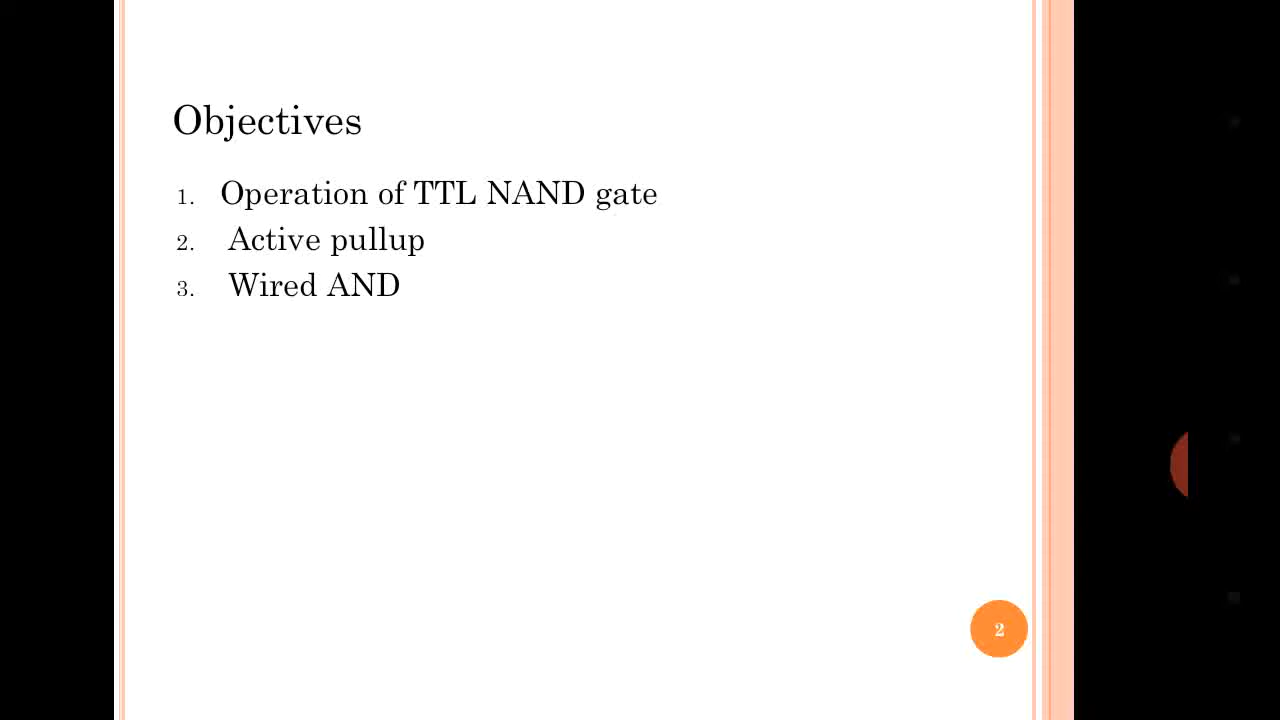 Objectives
1. Operation of TTL NAND gate
2. Active pullup
3. Wired AND
2